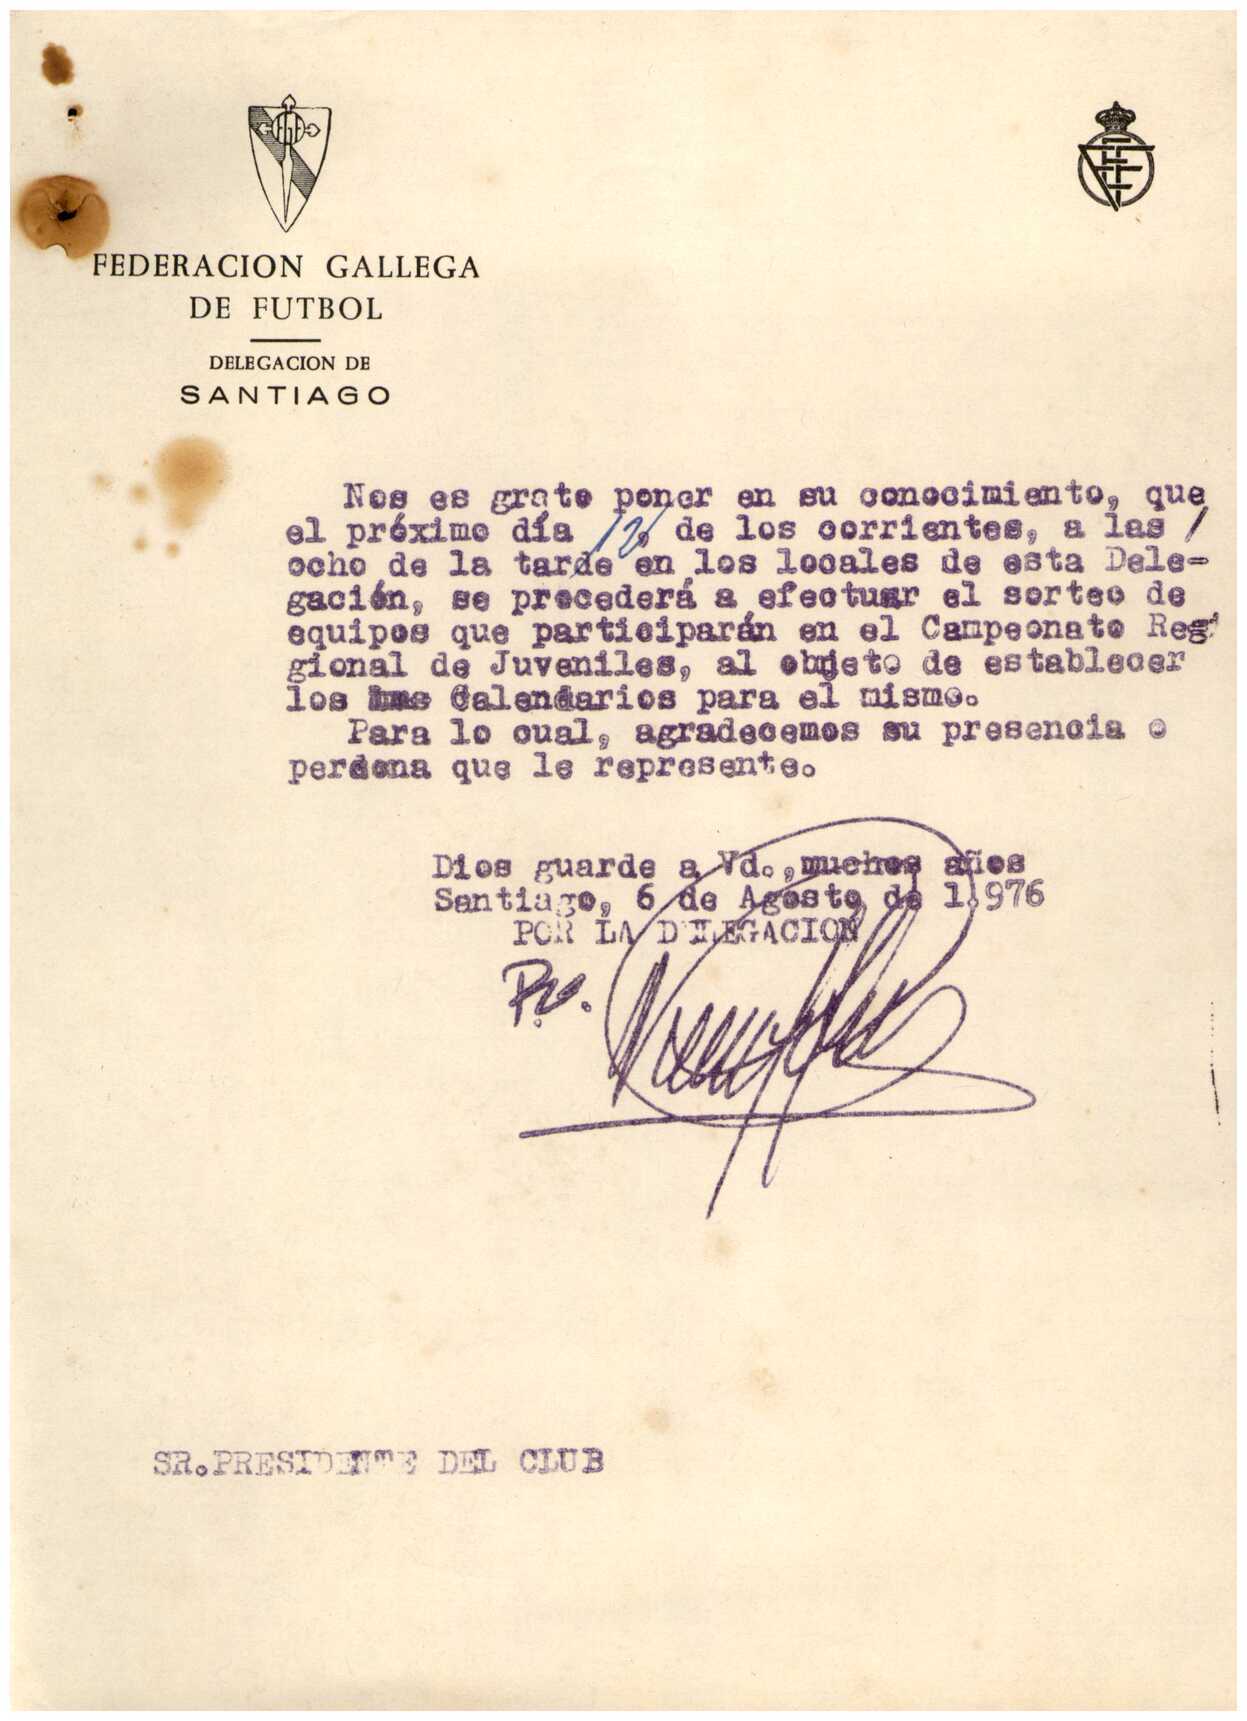 FEDERACION GALLEGA
DE FUTBOL
DELEGACION DE
SANTIAGO
Nos es grato poner en su conocimiento, que
el próximo día 12, de los corrientes, a las /
ocho de la tarde en los locales de esta Dele-
gación, se procederá a efectuar el sorteo de
equipos que participarán en el Campeonato Regi
gional de Juveniles, al objeto de establecer
los Calendarios para el mismo.
Para lo cual, agradecemos su presencia o
persona que le represente.
Dios guarde a Vd., muchos años
Santiago, 6 de Agosto de 1.976
POR LA DELEGACION
SR. PRESIDENTE DEL CLUB